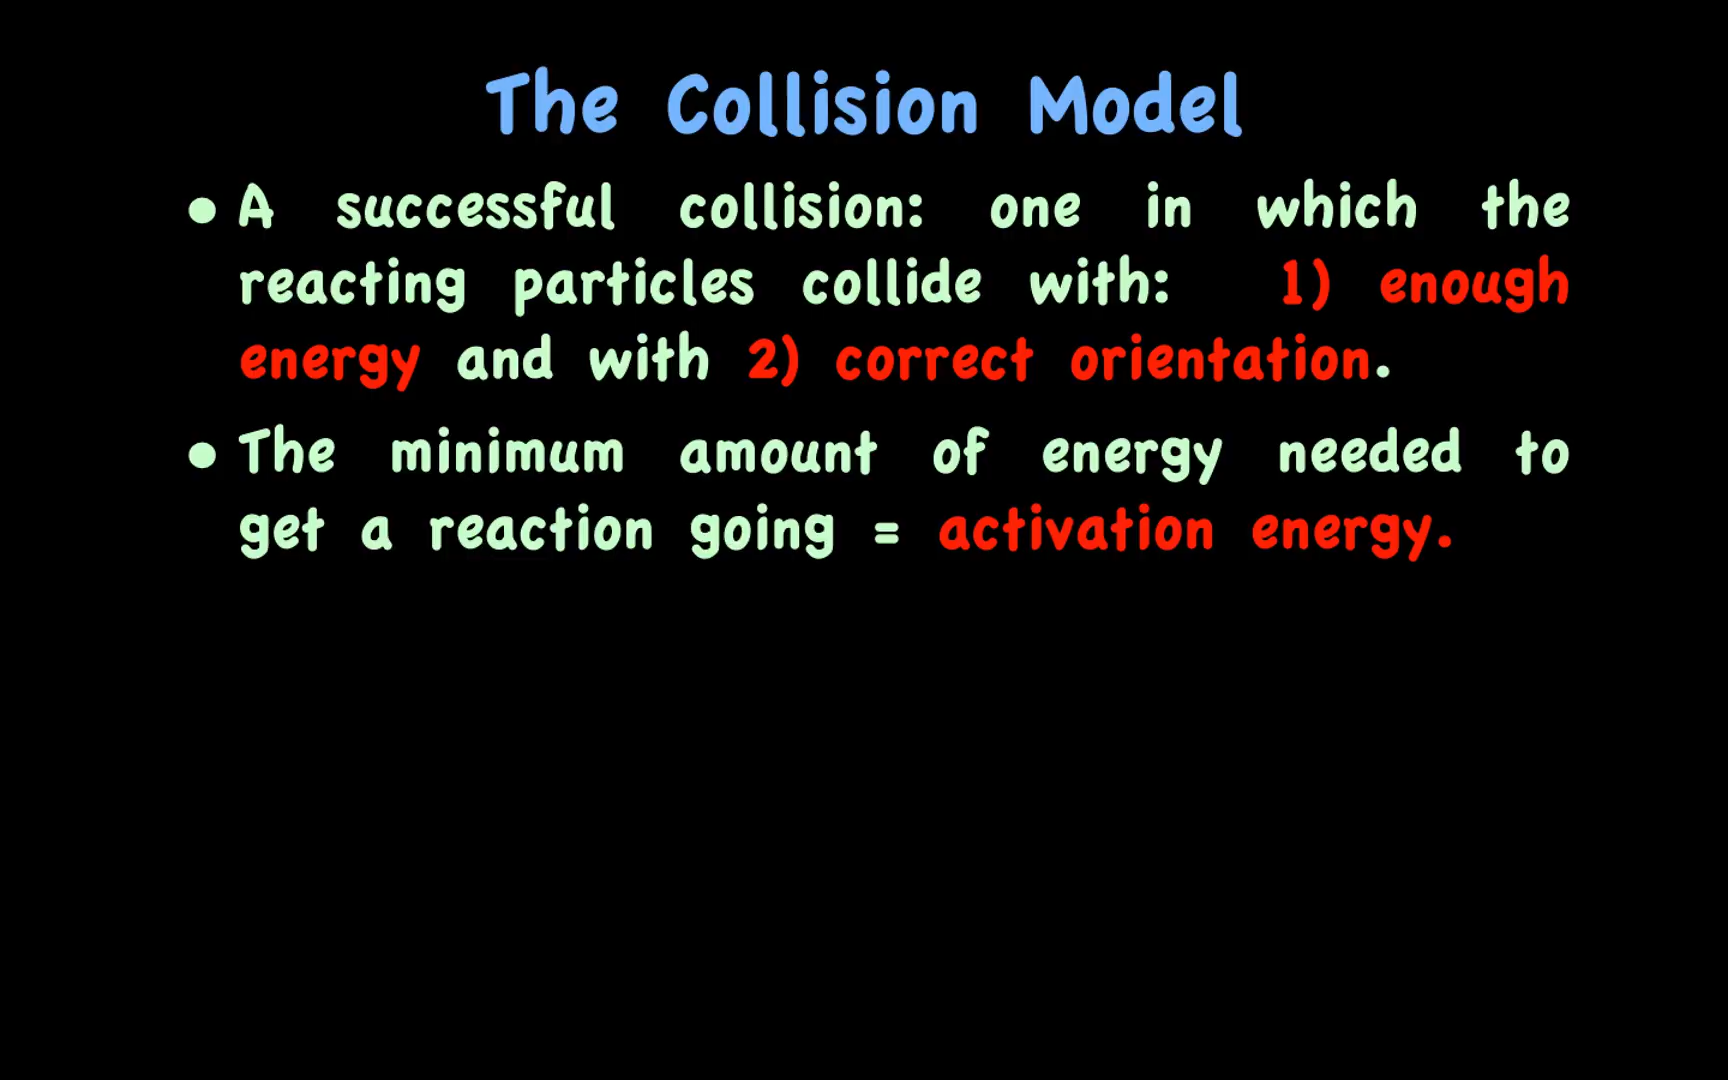 The Collision Model
• A successful collision: one in which the
reacting particles collide with: 1) enough
energy and with 2) correct orientation.
• The minimum amount of energy needed to
get a reaction going = activation energy.